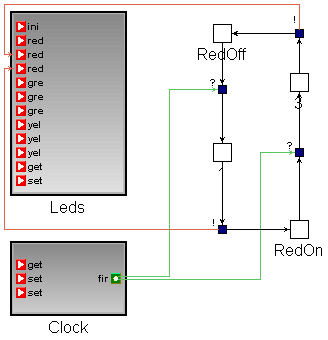 ini
red
red
red
gre
gre
gre
yel
yel
yel
get
set
Leds
RedOff
!
?
3
?
!
RedOn
get
set
set
fir
Clock